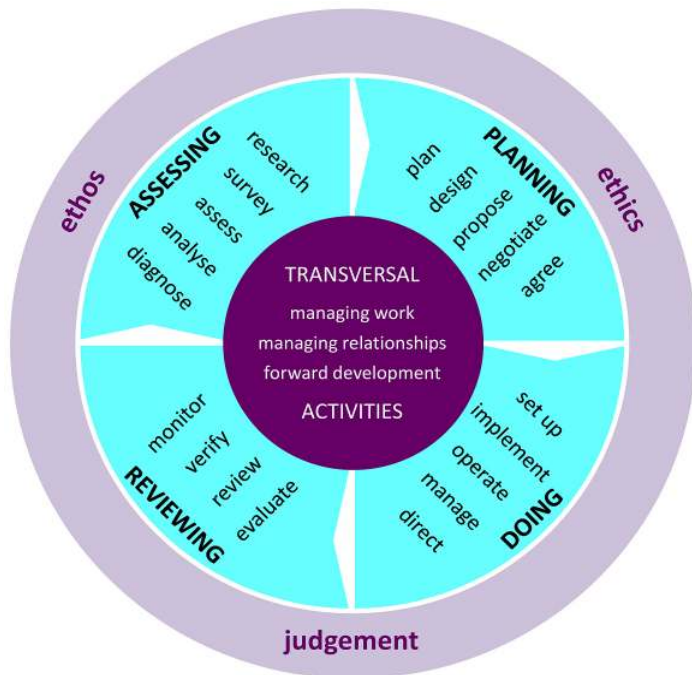 ethos
ASSESSING
research
survey
assess
analyse
diagnose
PLANNING
plan
design
propose
negotiate
agree
ethics
TRANSVERSAL
managing work
managing relationships
forward development
ACTIVITIES
monitor
verify
review
evaluate
REVIEWING
set up
implement
operate
manage
direct
DOING
judgement